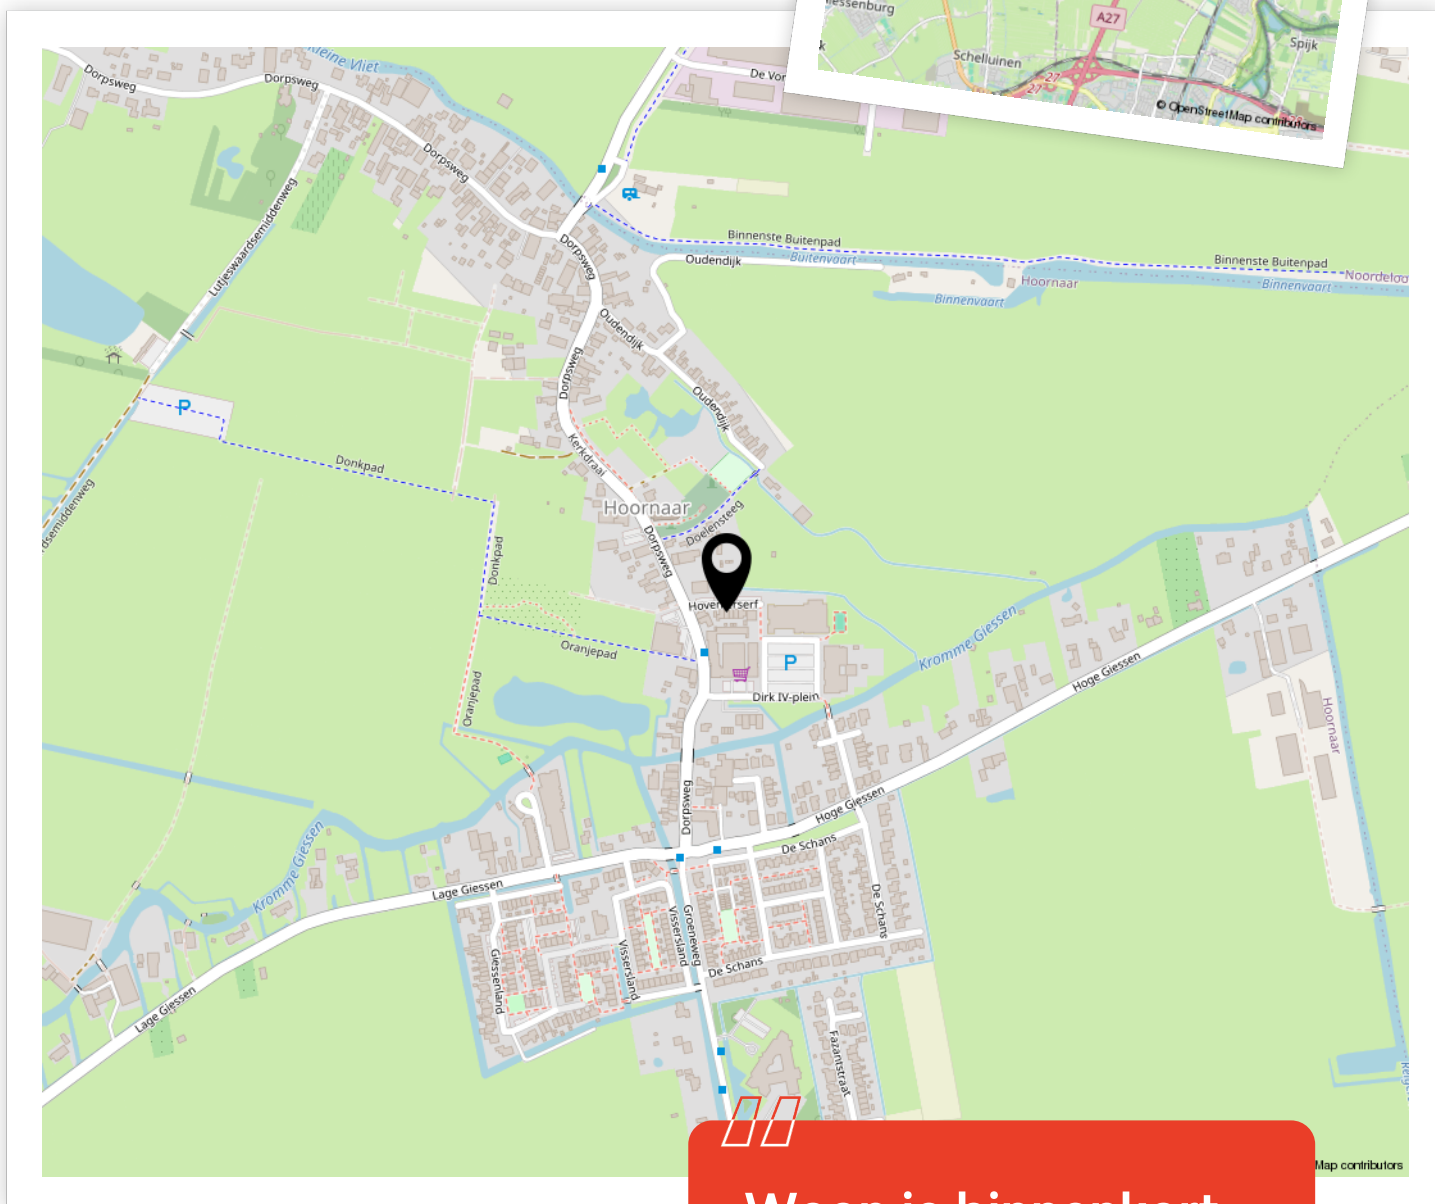 A27
Spijk
Schelluinen
27
27
© OpenStreetMap contributors
Kleine Vliet
Dorpsweg
Dorpsweg
De Vor
Dorpsweg
Lutjeswaardsemiddenweg
Binnenste Buitenpad
Dorpsweg
Oudendijk
Buitenvaart
Binnenste Buitenpad
Noordeloo
Hoornaar
Binnenvaart
Binnenvaart
Oudendijk
Dorpsweg
Oudendijk
P
Kerkdraai
Donkpad
Hoornaar
Doelensteeg
Dorpsweg
Donkpad
Kromme Giessen
Oranjepad
P
Hoge Giessen
Oranjepad
Dirk IV-plein
Hoornaar
Dorpsweg
Hoge Giessen
De Schans
Kromme Giessen
Lage Giessen
De Schans
Groeneweg
Vissersland
Vissersland
Giessenland
De Schans
Lage Giessen
Fazantstraat
Map contributors